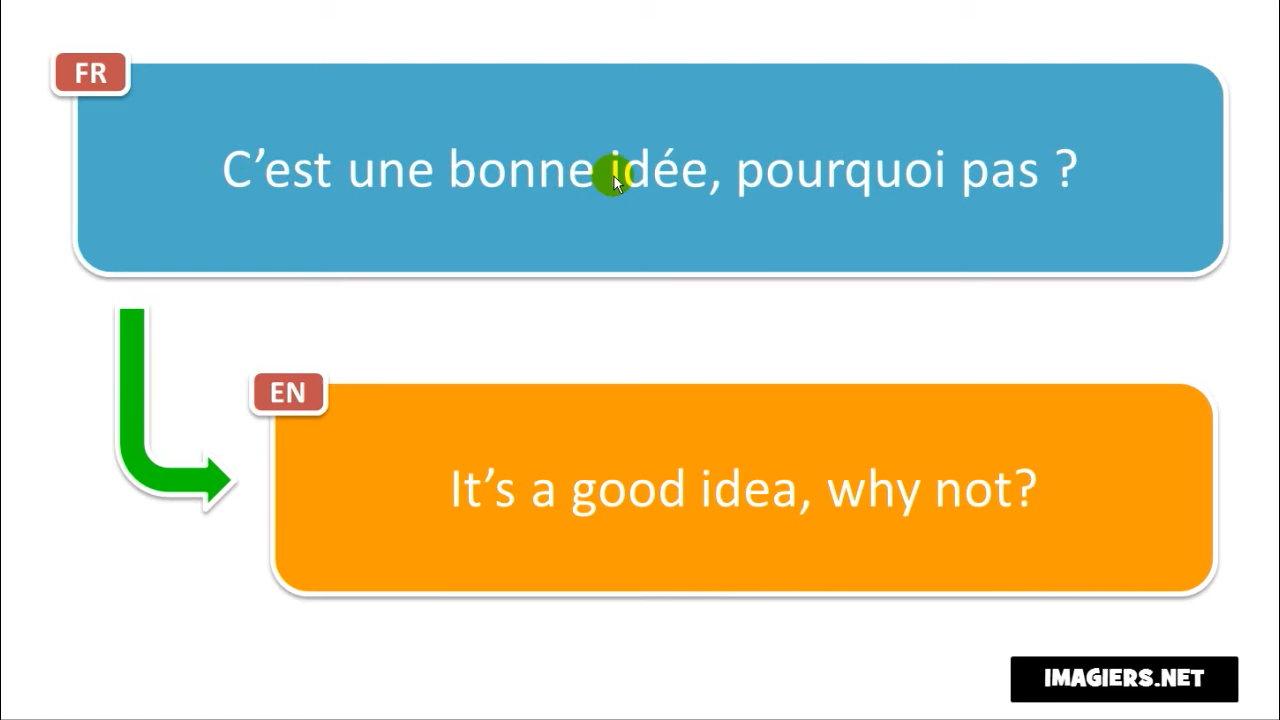 FR
C’est une bonne idée, pourquoi pas ?
EN
It’s a good idea, why not?
IMAGIERS.NET